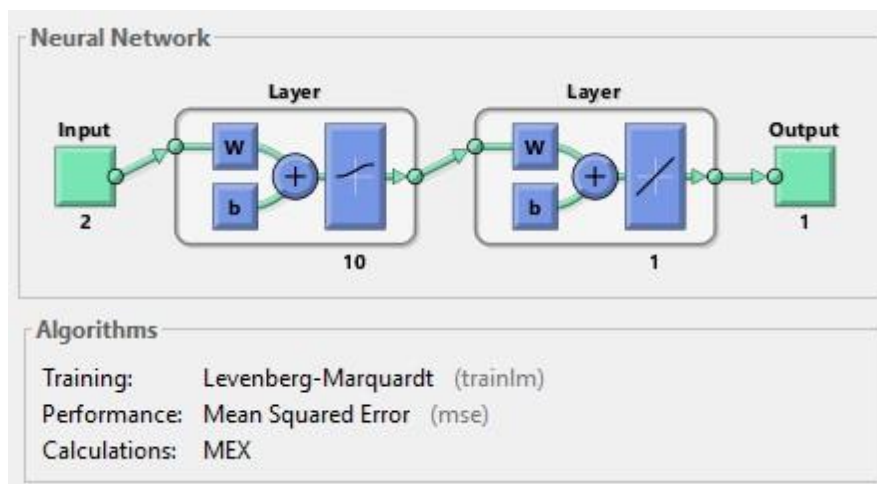 Neural Network
Layer
Layer
Input
Output
W
W
b
b
2
10
1
1
Algorithms
Training: Levenberg-Marquardt (trainlm)
Performance: Mean Squared Error (mse)
Calculations: MEX